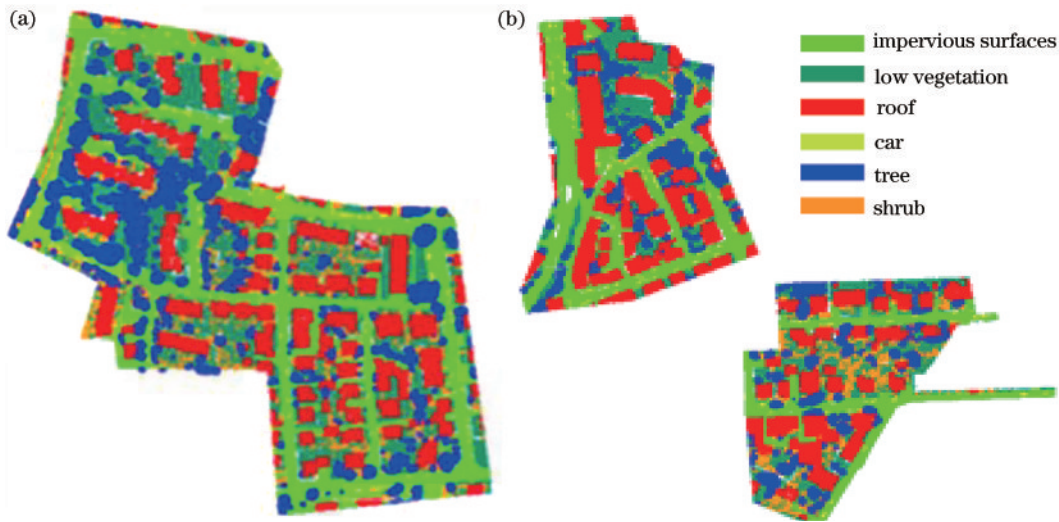 (a)
(b)
impervious surfaces
low vegetation
roof
car
tree
shrub